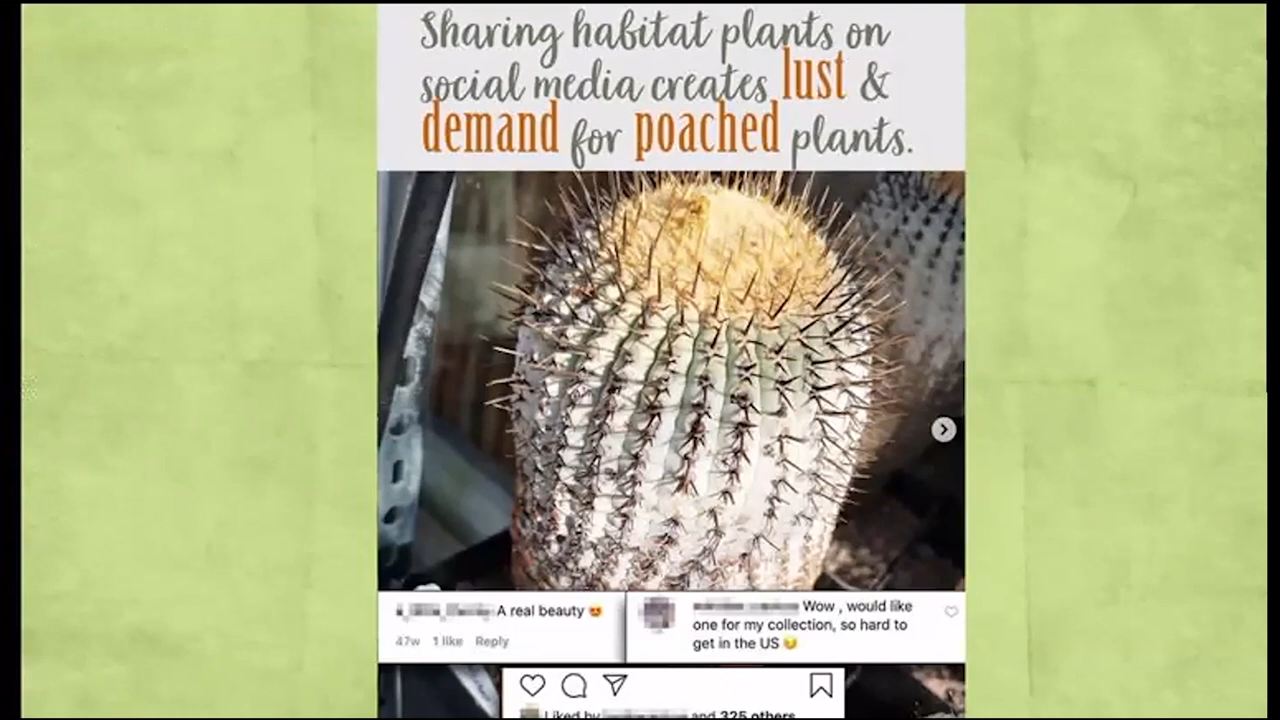 Sharing habitat plants on
social media creates lust &
demand for poached plants.
A real beauty 😍
47w 1 like Reply
Wow , would like
one for my collection, so hard to
get in the US
Liked by
and 325 others